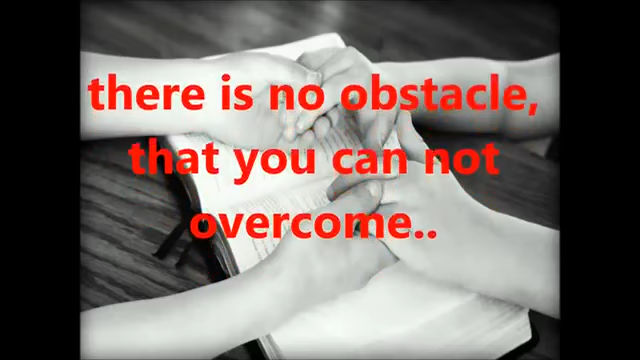 there is no obstacle,
that you can not
overcome..